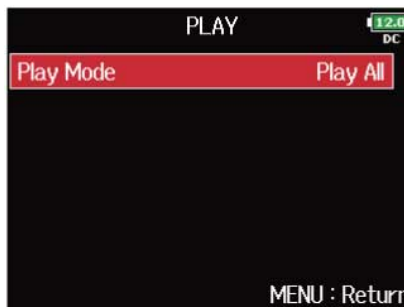 PLAY
12.0
DC
Play Mode Play All
MENU : Return